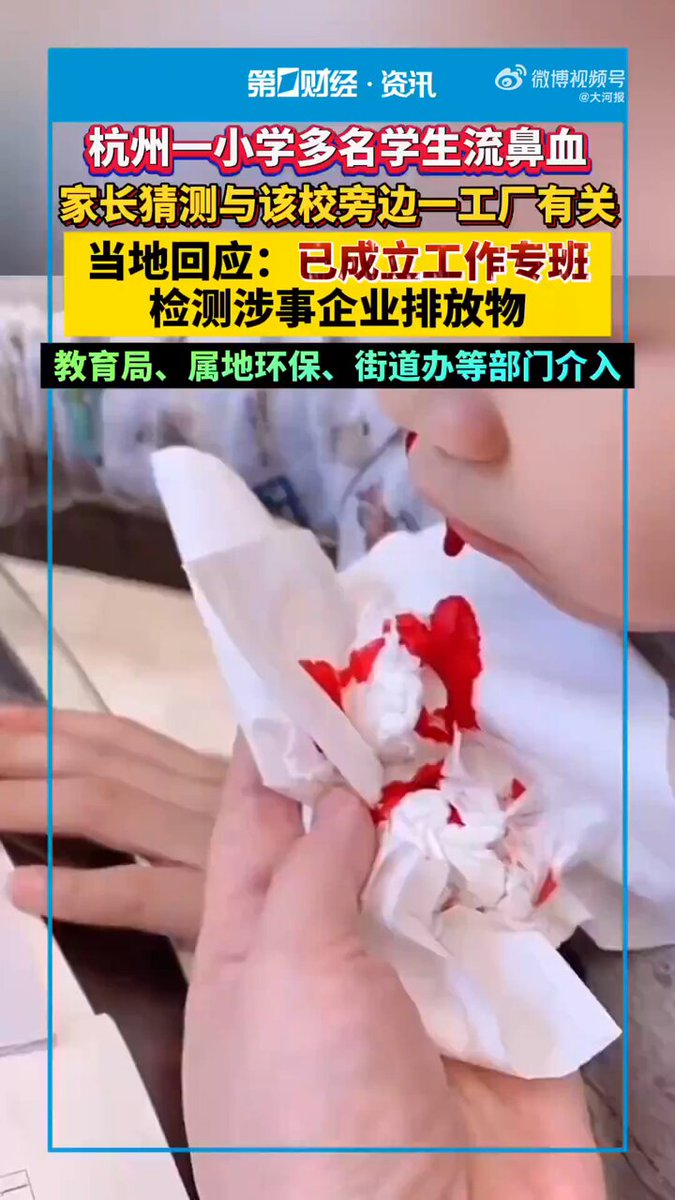 第一财经·资讯
微博视频号
@大河报
杭州一小学多名学生流鼻血
家长猜测与该校旁边一工厂有关
当地回应：已成立工作专班
检测涉事企业排放物
教育局、属地环保、街道办等部门介入